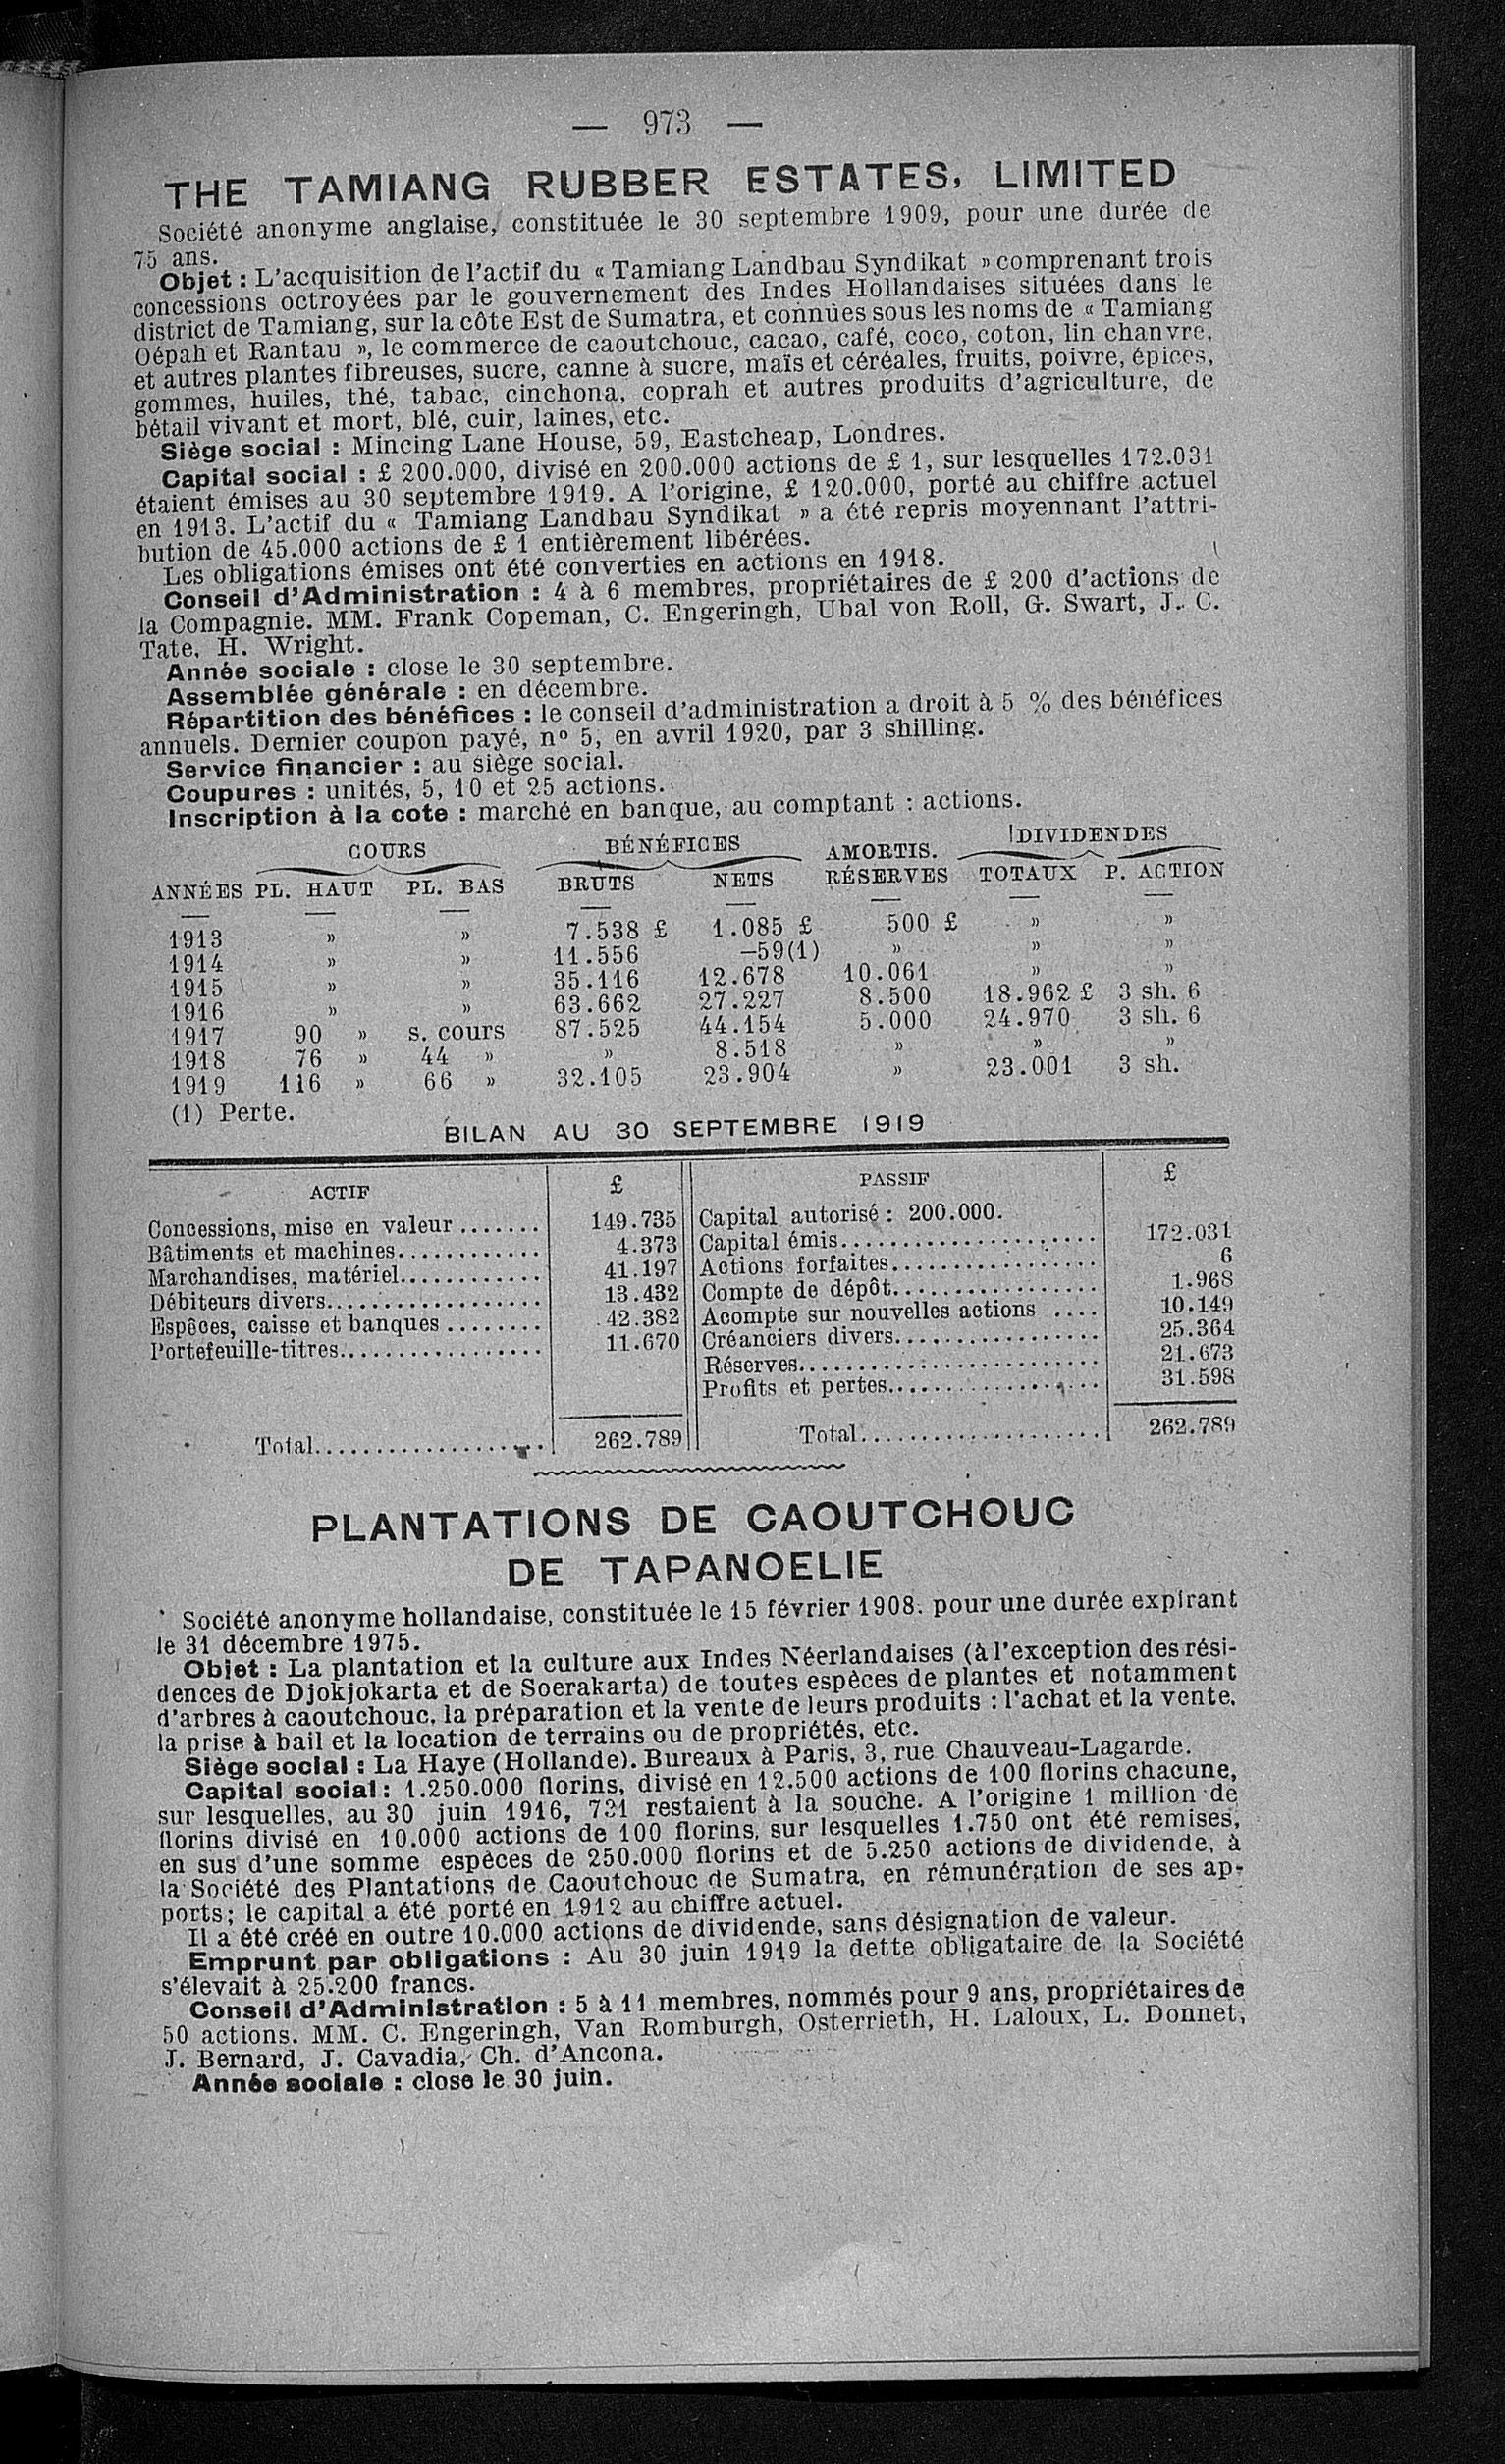 — 973 —
THE TAMIANG RUBBER ESTATES, LIMITED
Société anonyme anglaise, constituée le 30 septembre 1909, pour une durée de
75 ans.
Objet : L'acquisition de l'actif du « Tamiang Landbau Syndikat » comprenant trois
concessions octroyées par le gouvernement des Indes Hollandaises situées dans le
district de Tamiang, sur la côte Est de Sumatra, et connues sous les noms de « Tamiang
Oépah et Rantau », le commerce de caoutchouc, cacao, café, coco, coton, lin chanvre,
et autres plantes fibreuses, sucre, canne à sucre, maïs et céréales, fruits, poivre, épices,
gommes, huiles, thé, tabac, cinchona, coprah et autres produits d'agriculture, de
bétail vivant et mort, blé, cuir, laines, etc.
Siège social : Mincing Lane House, 59, Eastcheap, Londres.
Capital social : £ 200.000, divisé en 200.000 actions de £ 1, sur lesquelles 172.031
étaient émises au 30 septembre 1919. A l'origine, £ 120.000, porté au chiffre actuel
en 1913. L'actif du « Tamiang Landbau Syndikat » a été repris moyennant l'attri-
bution de 45.000 actions de £ 1 entièrement libérées.
Les obligations émises ont été converties en actions en 1918.
Conseil d'Administration : 4 à 6 membres, propriétaires de £ 200 d'actions de
la Compagnie. MM. Frank Copeman, C. Engeringh, Ubal von Roll, G. Swart, J. C.
Tate, H. Wright.
Année sociale : close le 30 septembre.
Assemblée générale : en décembre.
Répartition des bénéfices : le conseil d'administration a droit à 5 % des bénéfices
annuels. Dernier coupon payé, nº 5, en avril 1920, par 3 shilling.
Service financier : au siège social.
Coupures : unités, 5, 10 et 25 actions.
Inscription à la cote : marché en banque, au comptant : actions.
COURS BÉNÉFICES AMORTIS. DIVIDENDES
ANNÉES PL. HAUT PL. BAS BRUTS NETS RÉSERVES TOTAUX P. ACTION
1913 » » 7.538 £ 1.085 £ 500 £ » »
1914 » » 11.556 —59(1) » » »
1915 » » 35.116 12.678 10.061 » »
1916 » » 63.662 27.227 8.500 18.962 £ 3 sh. 6
1917 90 » s. cours 87.525 44.154 5.000 24.970 3 sh. 6
1918 76 » 44 » » 8.518 » » »
1919 116 » 66 » 32.105 23.904 » 23.001 3 sh.
(1) Perte.
BILAN AU 30 SEPTEMBRE 1919
ACTIF £ PASSIF £
Concessions, mise en valeur ....... 149.735 Capital autorisé : 200.000.
Bâtiments et machines............ 4.373 Capital émis..................... 172.031
Marchandises, matériel............ 41.197 Actions forfaites................. 6
Débiteurs divers.................. 13.432 Compte de dépôt................. 1.968
Espèces, caisse et banques ........ 42.382 Acompte sur nouvelles actions .... 10.149
Portefeuille-titres................. 11.670 Créanciers divers................. 25.364
Réserves......................... 21.673
Profits et pertes.................. 31.598
Total................... 262.789 Total.................... 262.789
PLANTATIONS DE CAOUTCHOUC
DE TAPANOELIE
Société anonyme hollandaise, constituée le 15 février 1908. pour une durée expirant
le 31 décembre 1975.
Objet : La plantation et la culture aux Indes Néerlandaises (à l'exception des rési-
dences de Djokjokarta et de Soerakarta) de toutes espèces de plantes et notamment
d'arbres à caoutchouc, la préparation et la vente de leurs produits : l'achat et la vente,
la prise à bail et la location de terrains ou de propriétés, etc.
Siège social : La Haye (Hollande). Bureaux à Paris, 3, rue Chauveau-Lagarde.
Capital social : 1.250.000 florins, divisé en 12.500 actions de 100 florins chacune,
sur lesquelles, au 30 juin 1916, 731 restaient à la souche. A l'origine 1 million de
florins divisé en 10.000 actions de 100 florins, sur lesquelles 1.750 ont été remises,
en sus d'une somme espèces de 250.000 florins et de 5.250 actions de dividende, à
la Société des Plantations de Caoutchouc de Sumatra, en rémunération de ses ap-
ports; le capital a été porté en 1912 au chiffre actuel.
Il a été créé en outre 10.000 actions de dividende, sans désignation de valeur.
Emprunt par obligations : Au 30 juin 1919 la dette obligataire de la Société
s'élevait à 25.200 francs.
Conseil d'Administration : 5 à 11 membres, nommés pour 9 ans, propriétaires de
50 actions. MM. C. Engeringh, Van Romburgh, Osterrieth, H. Laloux, L. Donnet,
J. Bernard, J. Cavadia, Ch. d'Ancona.
Année sociale : close le 30 juin.